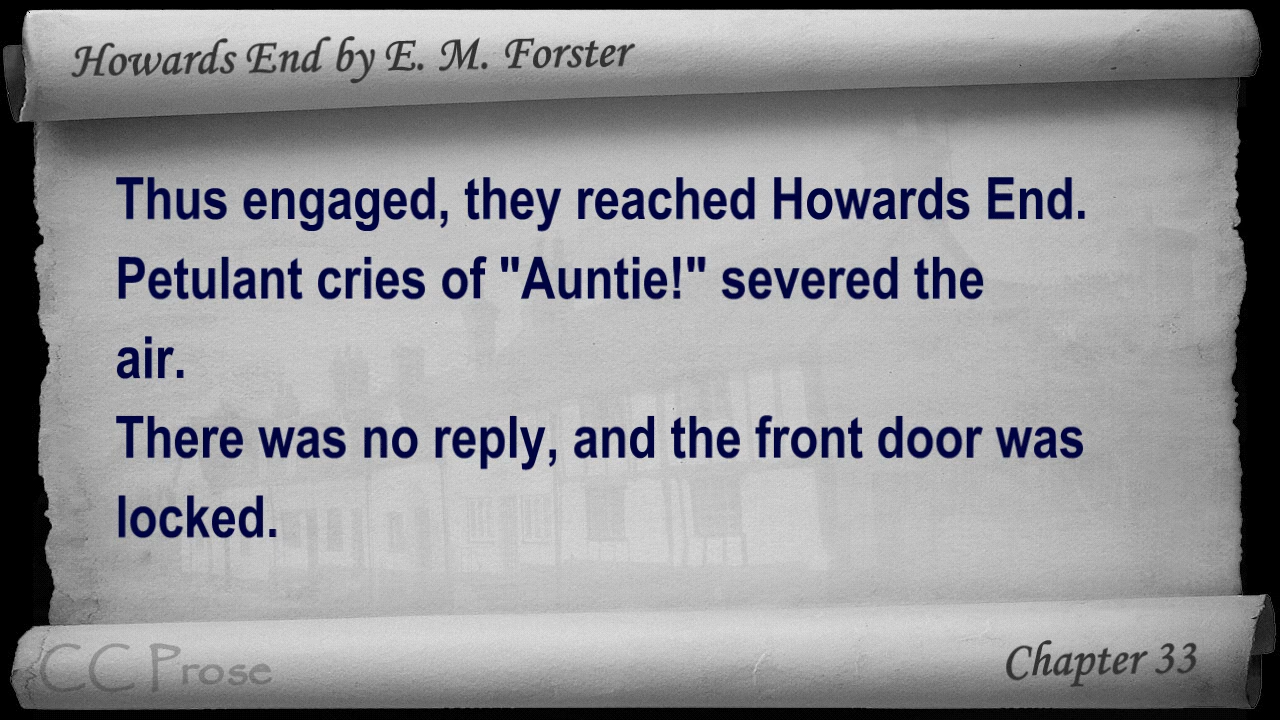 Howards End by E. M. Forster
Thus engaged, they reached Howards End.
Petulant cries of "Auntie!" severed the
air.
There was no reply, and the front door was
locked.
CC Prose
Chapter 33